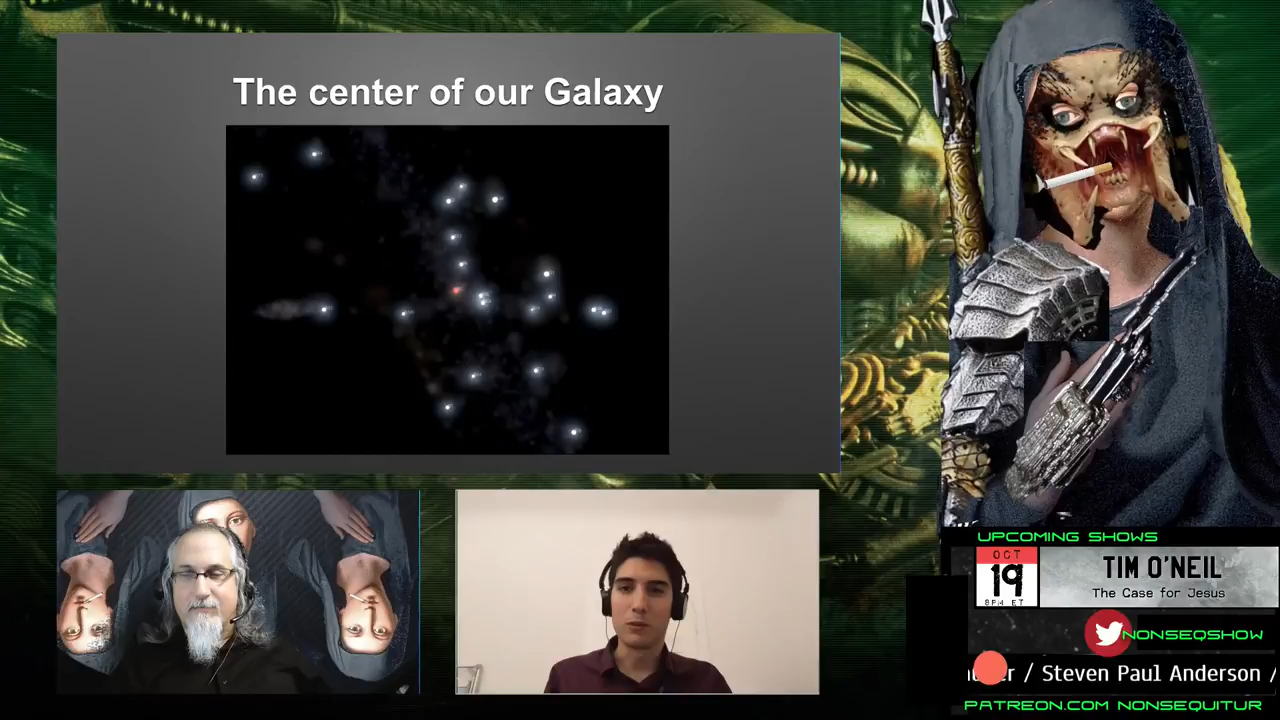 The center of our Galaxy
UPCOMING SHOWS
OCT
19
8PM ET
TIM O'NEIL
The Case for Jesus
NONSEQSHOW
/ Steven Paul Anderson /
PATREON.COM NONSEQUITUR